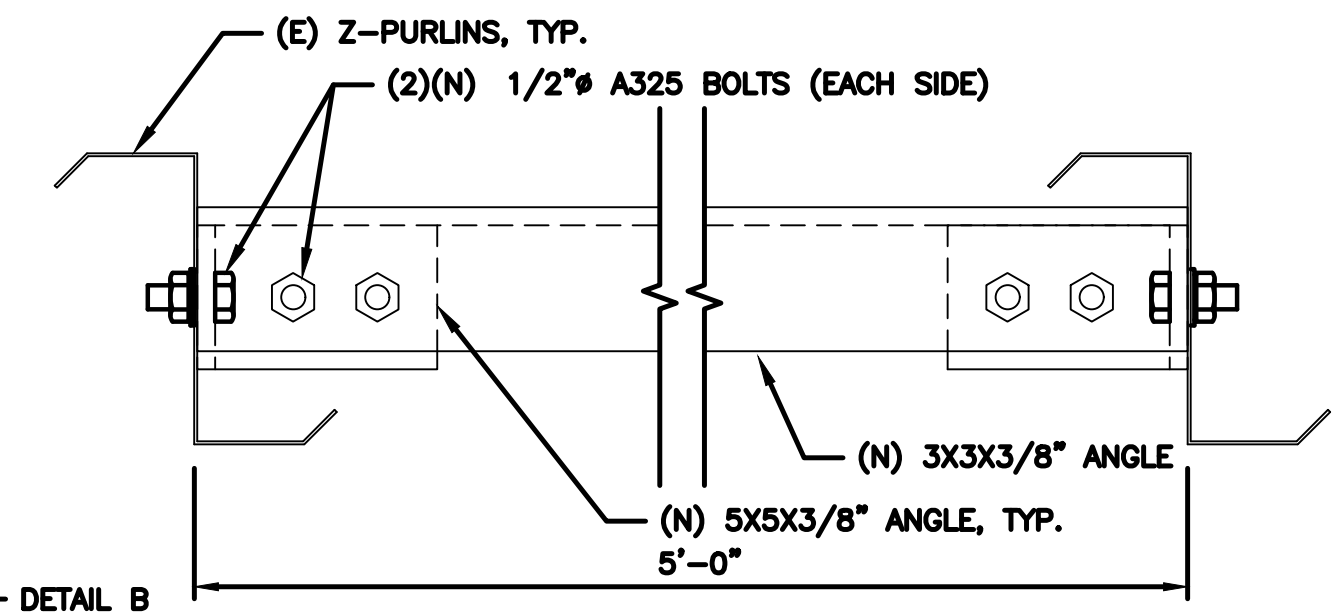 (E) Z-PURLINS, TYP.
(2)(N) 1/2"ø A325 BOLTS (EACH SIDE)
(N) 3X3X3/8" ANGLE
(N) 5X5X3/8" ANGLE, TYP.
5'-0"
- DETAIL B